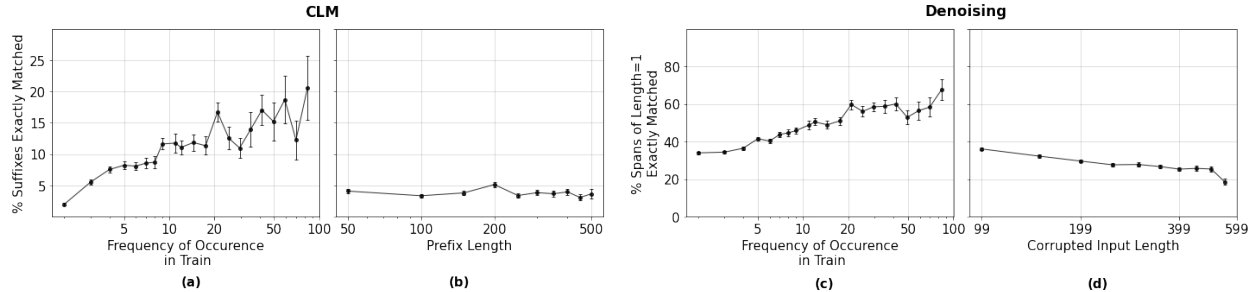 CLM
% Suffixes Exactly Matched
25
20
15
10
5
5 10 20 50 100
Frequency of Occurence
in Train
(a)
50 100 200 500
Prefix Length
(b)
Denoising
% Spans of Length=1
Exactly Matched
80
60
40
20
0
5 10 20 50 100
Frequency of Occurence
in Train
(c)
99 199 399 599
Corrupted Input Length
(d)